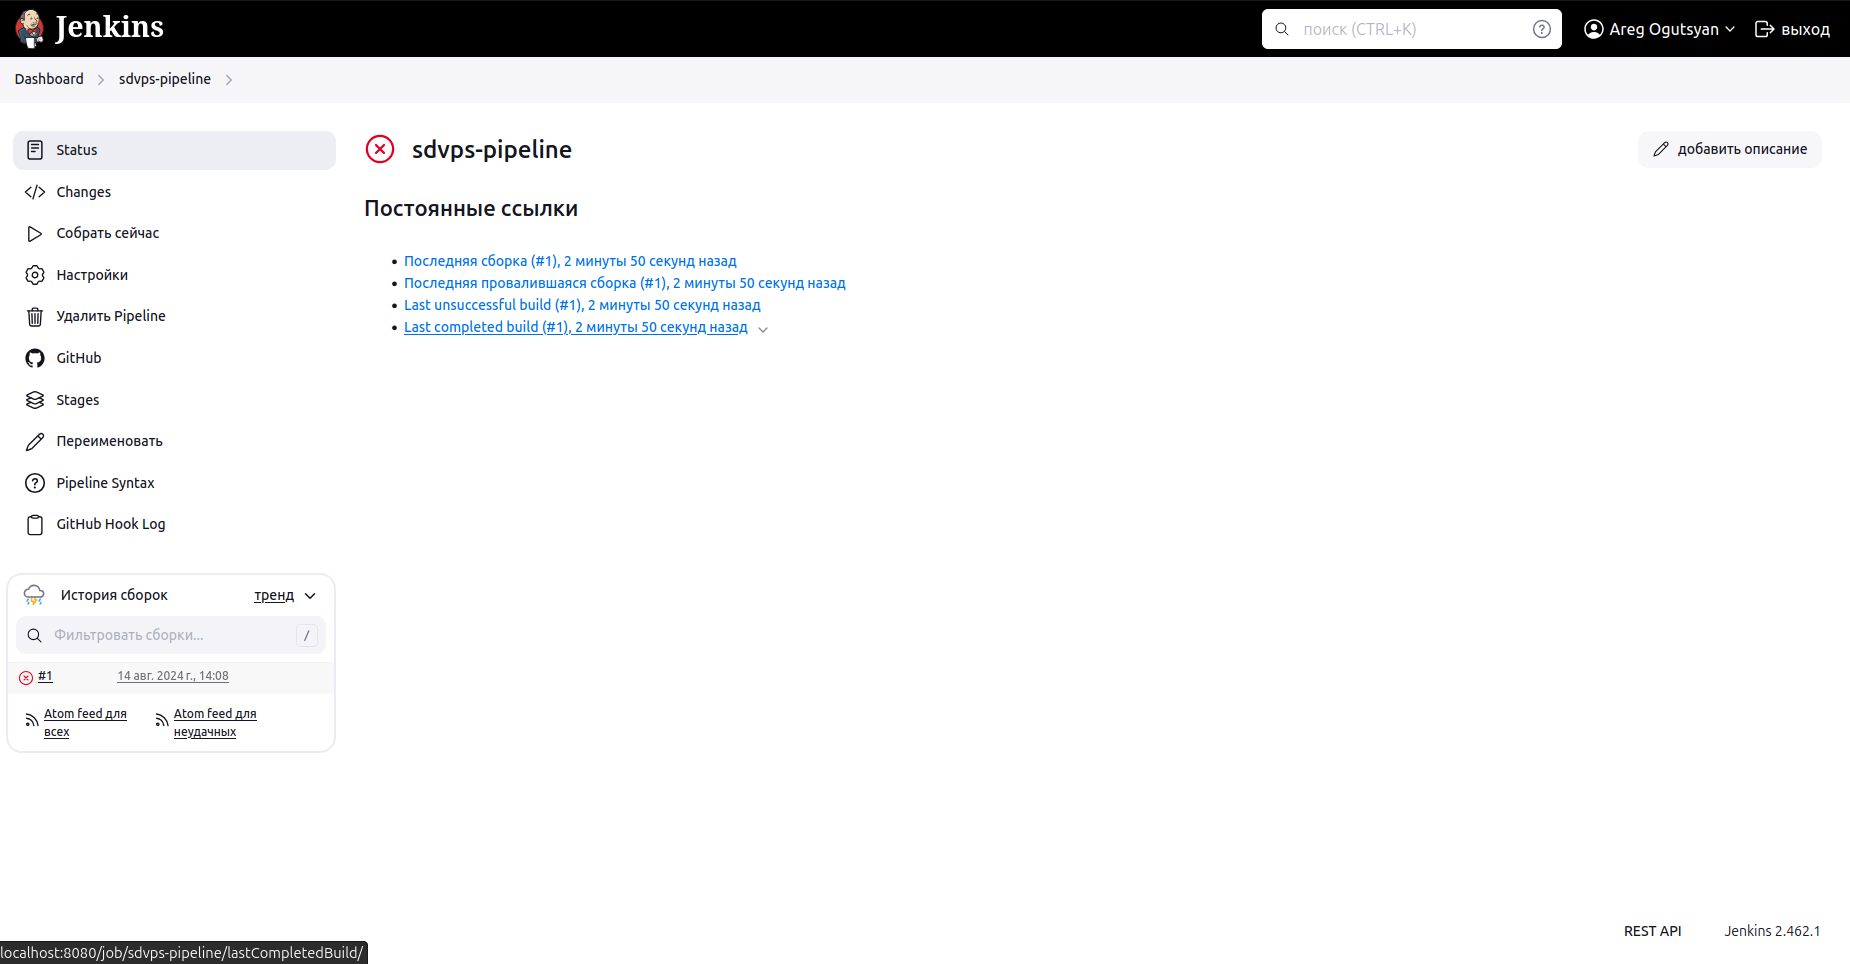 Jenkins
поиск (CTRL+K)
Areg Ogutsyan
выход
Dashboard
sdvps-pipeline
Status
Changes
Собрать сейчас
Настройки
Удалить Pipeline
GitHub
Stages
Переименовать
Pipeline Syntax
GitHub Hook Log
История сборок
тренд
Фильтровать сборки...
/
#1
14 авг. 2024 г., 14:08
Atom feed для
всех
Atom feed для
неудачных
sdvps-pipeline
добавить описание
Постоянные ссылки
Последняя сборка (#1), 2 минуты 50 секунд назад
Последняя провалившаяся сборка (#1), 2 минуты 50 секунд назад
Last unsuccessful build (#1), 2 минуты 50 секунд назад
Last completed build (#1), 2 минуты 50 секунд назад
REST API
Jenkins 2.462.1
localhost:8080/job/sdvps-pipeline/lastCompletedBuild/